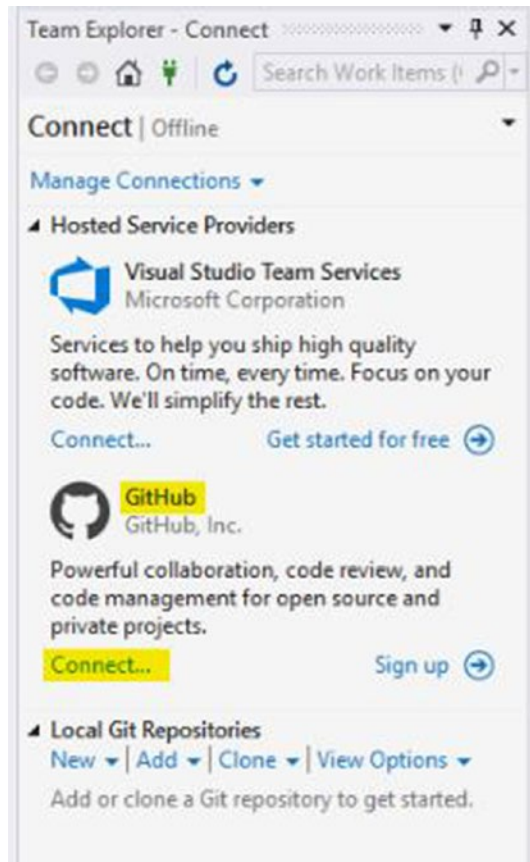 Team Explorer - Connect
Search Work Items (
Connect | Offline
Manage Connections
Hosted Service Providers
Visual Studio Team Services
Microsoft Corporation
Services to help you ship high quality
software. On time, every time. Focus on your
code. We'll simplify the rest.
Connect... Get started for free
GitHub
GitHub, Inc.
Powerful collaboration, code review, and
code management for open source and
private projects.
Connect... Sign up
Local Git Repositories
New | Add | Clone | View Options
Add or clone a Git repository to get started.